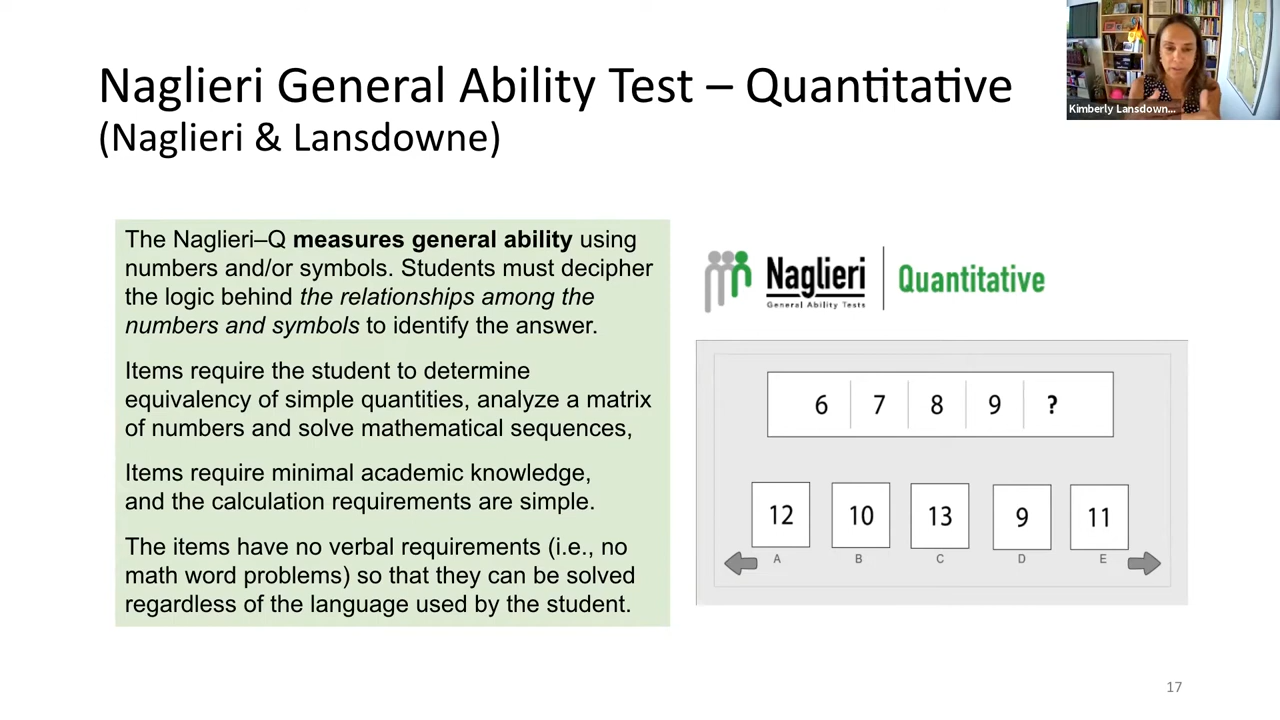 Naglieri General Ability Test – Quantitative
(Naglieri & Lansdowne)
Kimberly Lansdown...
The Naglieri–Q measures general ability using
numbers and/or symbols. Students must decipher
the logic behind the relationships among the
numbers and symbols to identify the answer.
Items require the student to determine
equivalency of simple quantities, analyze a matrix
of numbers and solve mathematical sequences,
Items require minimal academic knowledge,
and the calculation requirements are simple.
The items have no verbal requirements (i.e., no
math word problems) so that they can be solved
regardless of the language used by the student.
Naglieri
General Ability Tests
Quantitative
6 7 8 9 ?
12 10 13 9 11
A B C D E
17